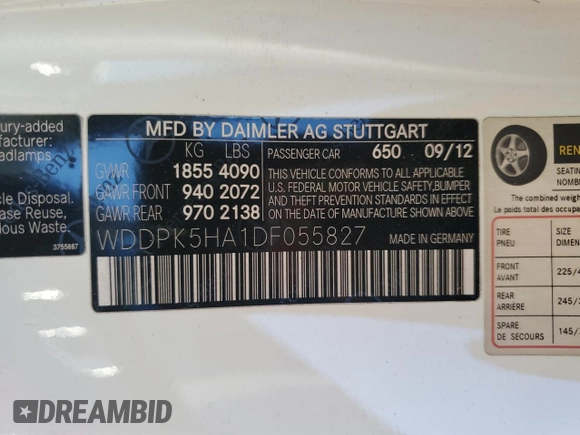 ury-added
facturer:
eadlamps
cle Disposal.
ase Reuse,
dous Waste.
3755887
MFD BY DAIMLER AG STUTTGART
KG LBS PASSENGER CAR 650 09/12
GVWR 1855 4090
GAWR FRONT 940 2072
GAWR REAR 970 2138
THIS VEHICLE CONFORMS TO ALL APPLICABLE
U.S. FEDERAL MOTOR VEHICLE SAFETY,BUMPER
AND THEFT PREVENTION STANDARDS IN EFFECT
ON THE DATE OF MANUFACTURE SHOWN ABOVE
WDDPK5HA1DF055827 MADE IN GERMANY
REN
SEATIN
NOMB
The combined weigh
Le poids total des occupa
TIRE SIZE
PNEU DIMEN
FRONT
AVANT 225/4
REAR
ARRIÈRE 245/3
SPARE
DE SECOURS 145/
DREAMBID